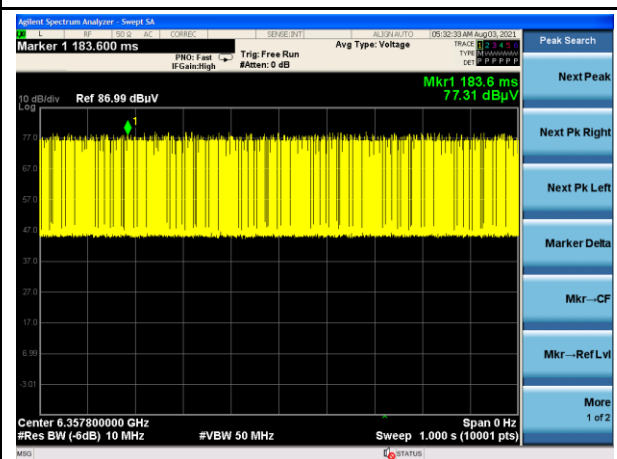 Agilent Spectrum Analyzer - Swept SA
L RF 50 Ω AC CORREC SENSE:INT ALIGN AUTO 05:32:33 AM Aug 03, 2021
Marker 1 183.600 ms
PNO: Fast
IFGain:High
Trig: Free Run
#Atten: 0 dB
Avg Type: Voltage
TRACE 1 2 3 4 5 6
TYPE MWWWWW
DET P P P P P P
Peak Search
Mkr1 183.6 ms
77.31 dBµV
10 dB/div Ref 86.99 dBµV
Log
1
77.0
67.0
57.0
47.0
37.0
27.0
17.0
6.99
-3.01
Next Peak
Next Pk Right
Next Pk Left
Marker Delta
Mkr→CF
Mkr→RefLvl
More
1 of 2
Center 6.357800000 GHz Span 0 Hz
#Res BW (-6dB) 10 MHz #VBW 50 MHz Sweep 1.000 s (10001 pts)
MSG STATUS